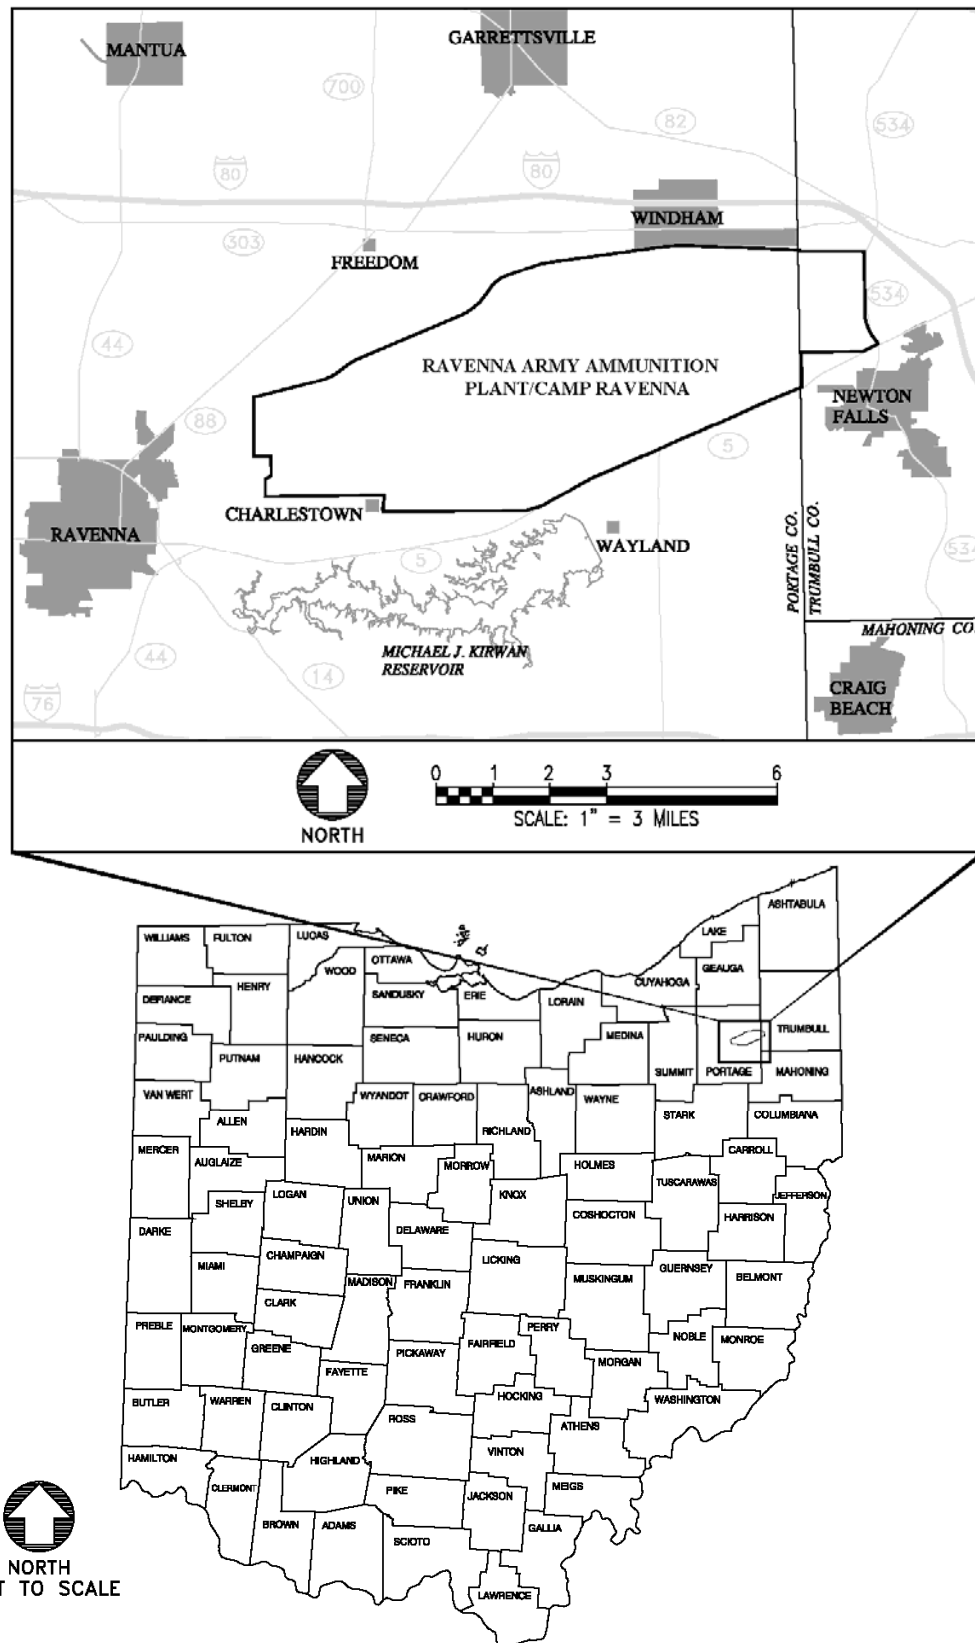 MANTUA
GARRETTSVILLE
700
82
534
80
80
WINDHAM
303
FREEDOM
534
44
RAVENNA ARMY AMMUNITION
PLANT/CAMP RAVENNA
NEWTON
FALLS
88
5
CHARLESTOWN
RAVENNA
WAYLAND
PORTAGE CO.
TRUMBULL CO.
5
534
MAHONING CO.
MICHAEL J. KIRWAN
RESERVOIR
44
14
76
CRAIG
BEACH
NORTH
0 1 2 3 6
SCALE: 1" = 3 MILES
ASHTABULA
LAKE
WILLIAMS
FULTON
LUCAS
OTTAWA
WOOD
GEAUGA
CUYAHOGA
HENRY
SANDUSKY
ERIE
LORAIN
DEFIANCE
TRUMBULL
PAULDING
SENECA
HURON
MEDINA
PUTNAM
HANCOCK
SUMMIT
PORTAGE
MAHONING
VAN WERT
WYANDOT
CRAWFORD
ASHLAND
WAYNE
STARK
COLUMBIANA
ALLEN
HARDIN
RICHLAND
MERCER
CARROLL
AUGLAIZE
MARION
MORROW
HOLMES
TUSCARAWAS
JEFFERSON
LOGAN
UNION
KNOX
SHELBY
COSHOCTON
HARRISON
DARKE
DELAWARE
CHAMPAIGN
LICKING
MIAMI
GUERNSEY
MADISON
FRANKLIN
MUSKINGUM
BELMONT
CLARK
PREBLE
MONTGOMERY
PERRY
NOBLE
MONROE
GREENE
PICKAWAY
FAIRFIELD
MORGAN
FAYETTE
HOCKING
WASHINGTON
BUTLER
WARREN
CLINTON
ROSS
ATHENS
HAMILTON
HIGHLAND
VINTON
CLERMONT
PIKE
JACKSON
MEIGS
BROWN
ADAMS
SCIOTO
GALLIA
LAWRENCE
NORTH
T TO SCALE